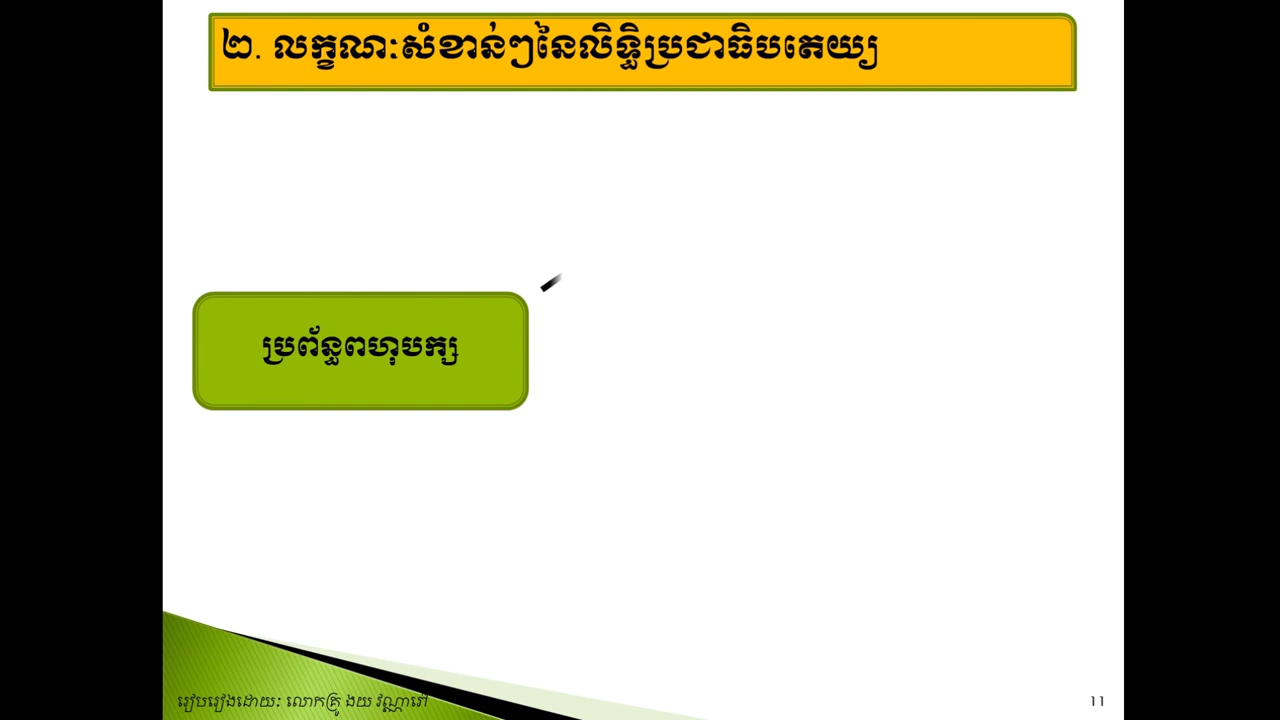 ២. លក្ខណៈសំខាន់ៗនៃលិទ្ធិប្រជាធិបតេយ្យ
ប្រព័ន្ធពហុបក្ស
រៀបរៀងដោយៈ លោកគ្រូ ងយ វណ្ណារៅ
11